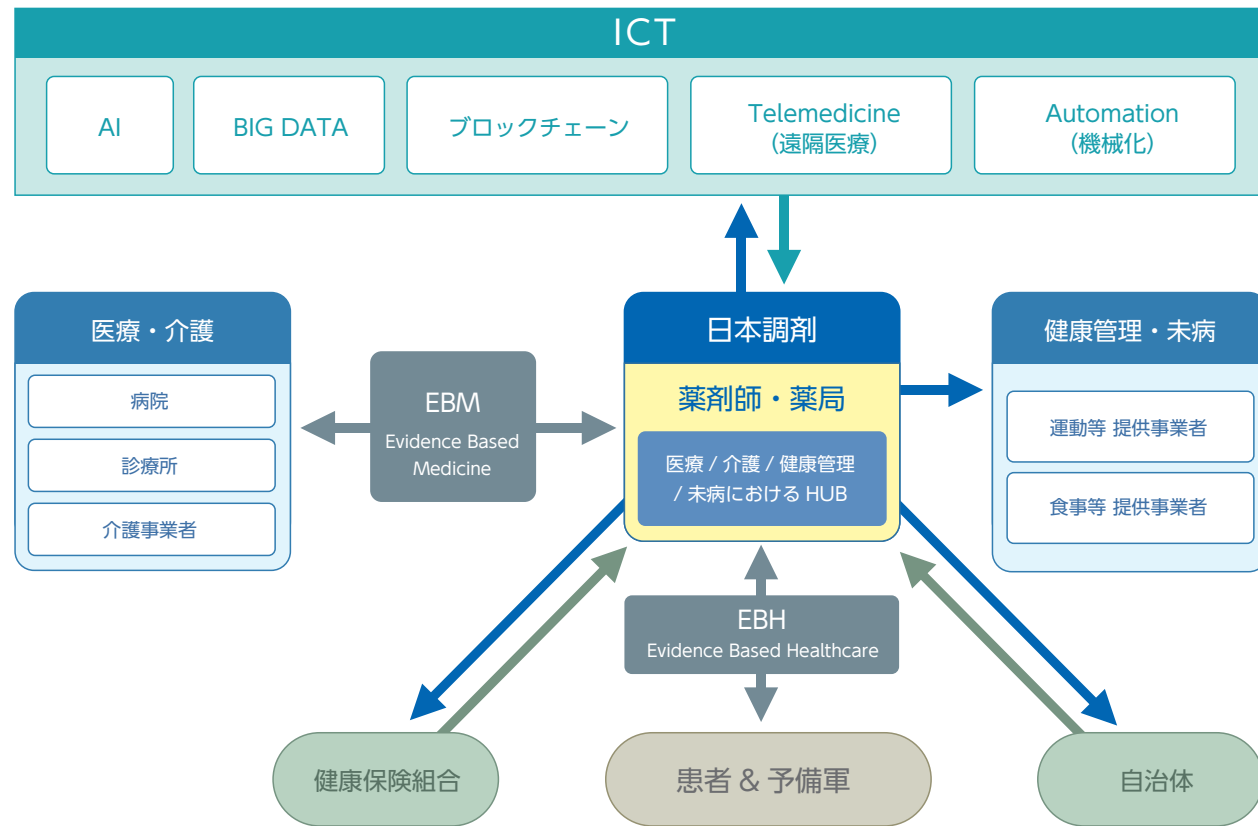 ICT
AI
BIG DATA
ブロックチェーン
Telemedicine
(遠隔医療)
Automation
(機械化)
医療・介護
病院
診療所
介護事業者
EBM
Evidence Based
Medicine
日本調剤
薬剤師・薬局
医療 / 介護 / 健康管理
/ 未病における HUB
健康管理・未病
運動等 提供事業者
食事等 提供事業者
EBH
Evidence Based Healthcare
健康保険組合
患者 & 予備軍
自治体